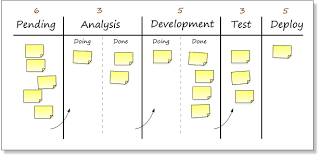 6 3 5 3 5
Pending Analysis Development Test Deploy
Doing Done Doing Done